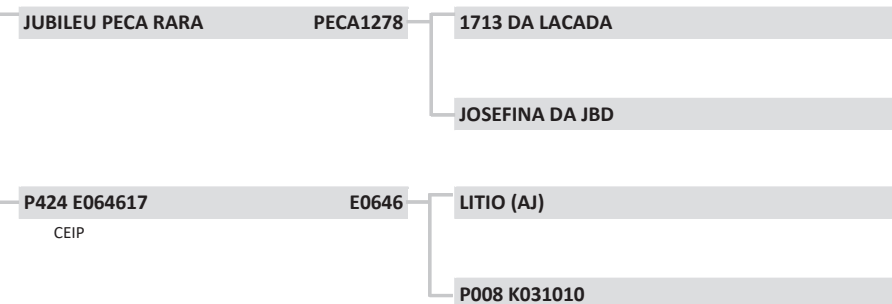 JUBILEU PECA RARA PECA1278
1713 DA LACADA
JOSEFINA DA JBD
P424 E064617 E0646
CEIP
LITIO (AJ)
P008 K031010